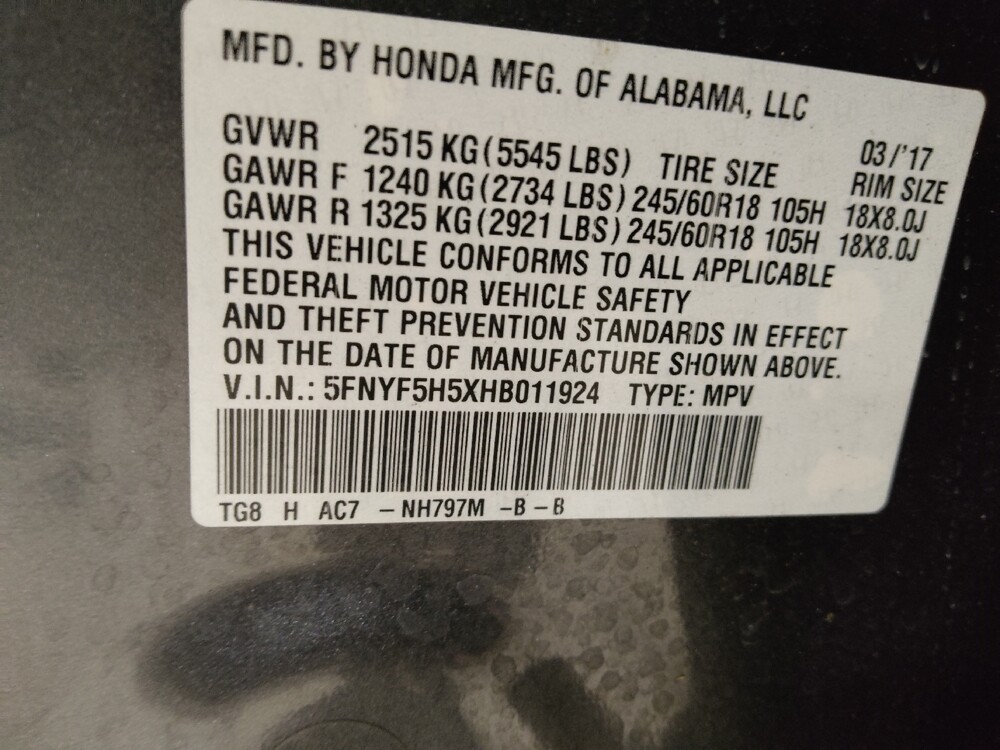 MFD. BY HONDA MFG. OF ALABAMA, LLC
03/'17
GVWR 2515 KG(5545 LBS) TIRE SIZE RIM SIZE
GAWR F 1240 KG(2734 LBS) 245/60R18 105H 18X8.0J
GAWR R 1325 KG(2921 LBS) 245/60R18 105H 18X8.0J
THIS VEHICLE CONFORMS TO ALL APPLICABLE
FEDERAL MOTOR VEHICLE SAFETY
AND THEFT PREVENTION STANDARDS IN EFFECT
ON THE DATE OF MANUFACTURE SHOWN ABOVE.
V.I.N.: 5FNYF5H5XHB011924 TYPE: MPV
TG8 H AC7 – NH797M –B – B